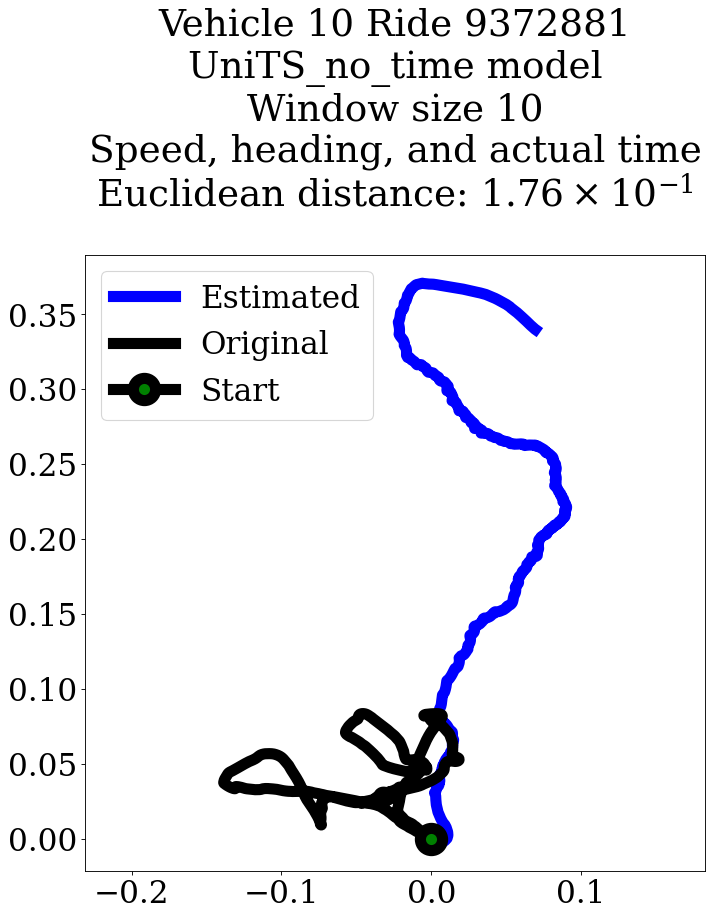 Vehicle 10 Ride 9372881
UniTS_no_time model
Window size 10
Speed, heading, and actual time
Euclidean distance: 1.76 × 10⁻¹
Estimated
Original
Start
0.35
0.30
0.25
0.20
0.15
0.10
0.05
0.00
−0.2 −0.1 0.0 0.1